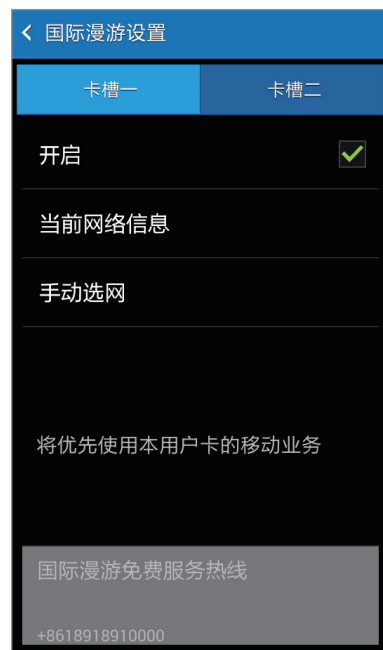 国际漫游设置
卡槽一
卡槽二
开启
当前网络信息
手动选网
将优先使用本用户卡的移动业务
国际漫游免费服务热线
+8618918910000